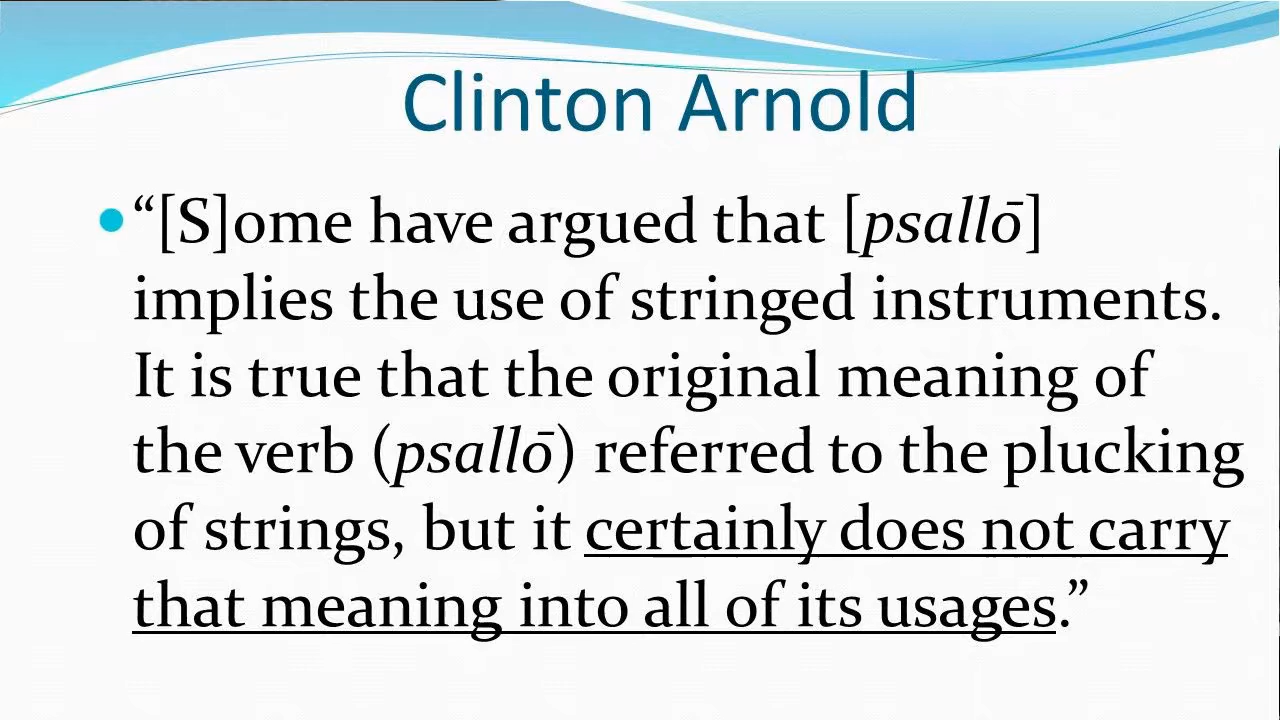 Clinton Arnold
• “[S]ome have argued that [psallō]
implies the use of stringed instruments.
It is true that the original meaning of
the verb (psallō) referred to the plucking
of strings, but it certainly does not carry
that meaning into all of its usages.”